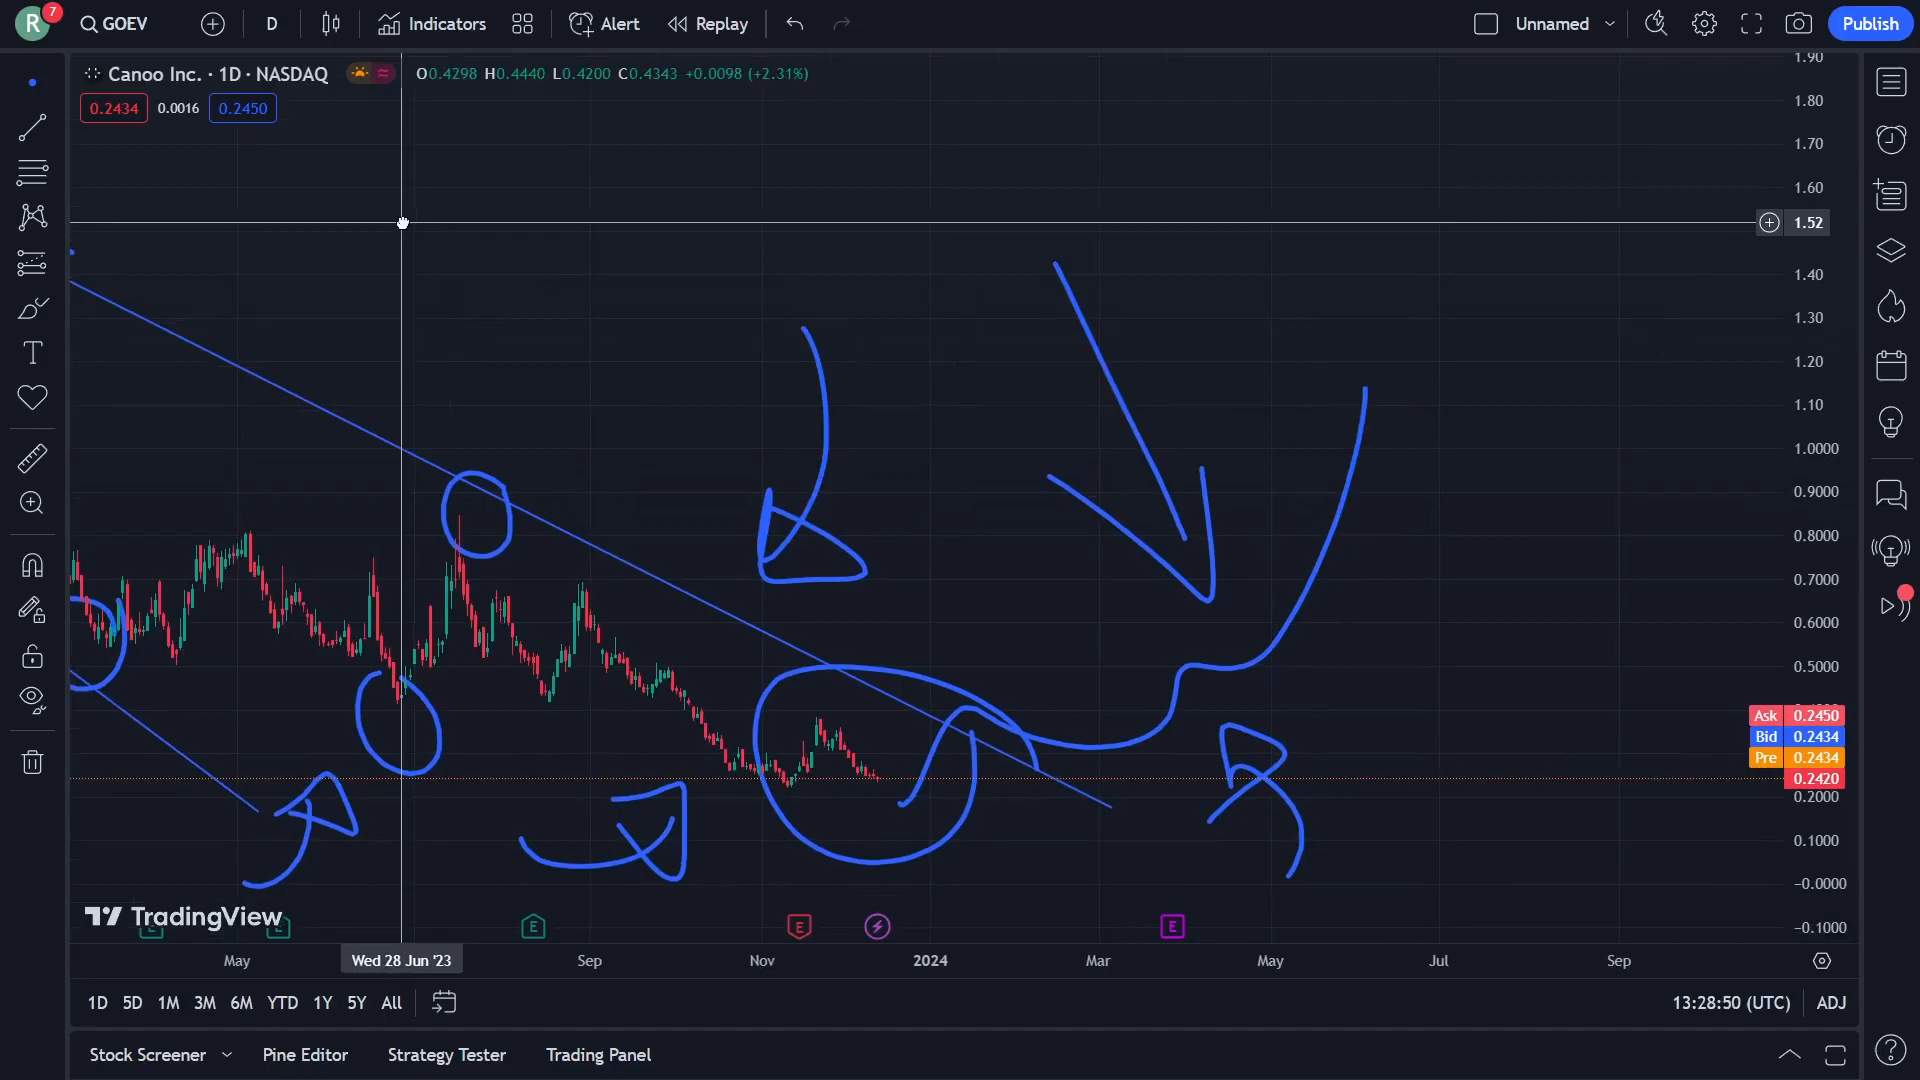 R 7 GOEV D Indicators Alert Replay Unnamed Publish
Canoo Inc. · 1D · NASDAQ O0.4298 H0.4440 L0.4200 C0.4343 +0.0098 (+2.31%)
0.2434 0.0016 0.2450
1.90
1.80
1.70
1.60
1.52
1.40
1.30
1.20
1.10
1.0000
0.9000
0.8000
0.7000
0.6000
0.5000
Ask 0.2450
Bid 0.2434
Pre 0.2434
0.2420
0.2000
0.1000
−0.0000
−0.1000
TradingView
E E E E E
May Wed 28 Jun '23 Sep Nov 2024 Mar May Jul Sep
1D 5D 1M 3M 6M YTD 1Y 5Y All 13:28:50 (UTC) ADJ
Stock Screener Pine Editor Strategy Tester Trading Panel